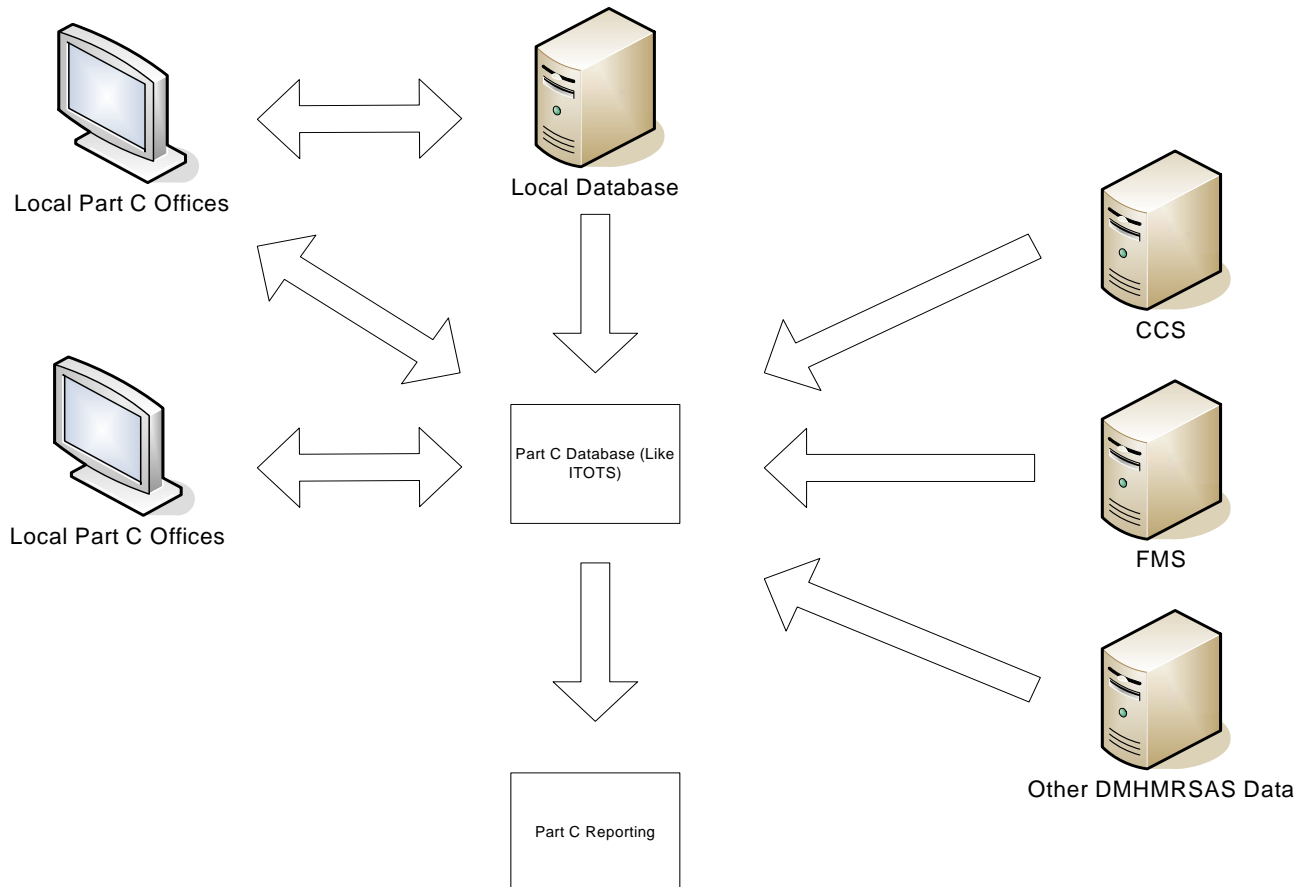 Local Part C Offices
Local Database
CCS
Part C Database (Like
ITOTS)
Local Part C Offices
FMS
Other DMHMRSAS Data
Part C Reporting